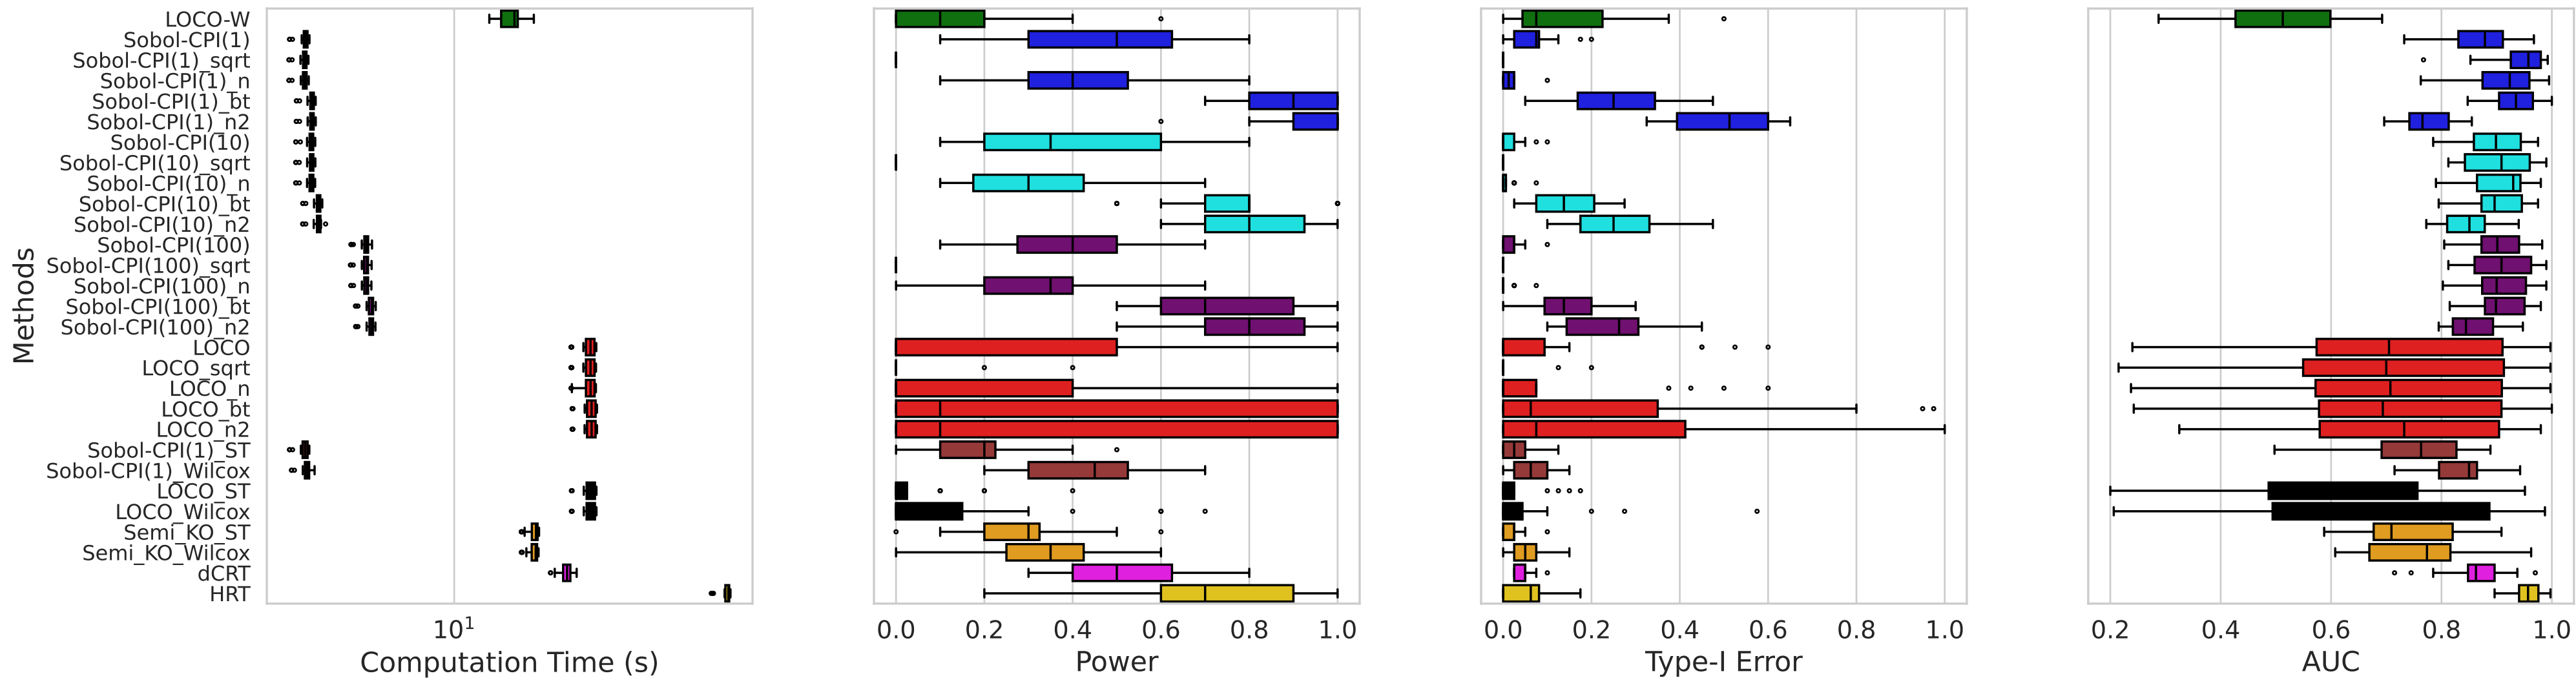 Methods
LOCO-W
Sobol-CPI(1)
Sobol-CPI(1)_sqrt
Sobol-CPI(1)_n
Sobol-CPI(1)_bt
Sobol-CPI(1)_n2
Sobol-CPI(10)
Sobol-CPI(10)_sqrt
Sobol-CPI(10)_n
Sobol-CPI(10)_bt
Sobol-CPI(10)_n2
Sobol-CPI(100)
Sobol-CPI(100)_sqrt
Sobol-CPI(100)_n
Sobol-CPI(100)_bt
Sobol-CPI(100)_n2
LOCO
LOCO_sqrt
LOCO_n
LOCO_bt
LOCO_n2
Sobol-CPI(1)_ST
Sobol-CPI(1)_Wilcox
LOCO_ST
LOCO_Wilcox
Semi_KO_ST
Semi_KO_Wilcox
dCRT
HRT
10¹
Computation Time (s)
0.0 0.2 0.4 0.6 0.8 1.0
Power
0.0 0.2 0.4 0.6 0.8 1.0
Type-I Error
0.2 0.4 0.6 0.8 1.0
AUC